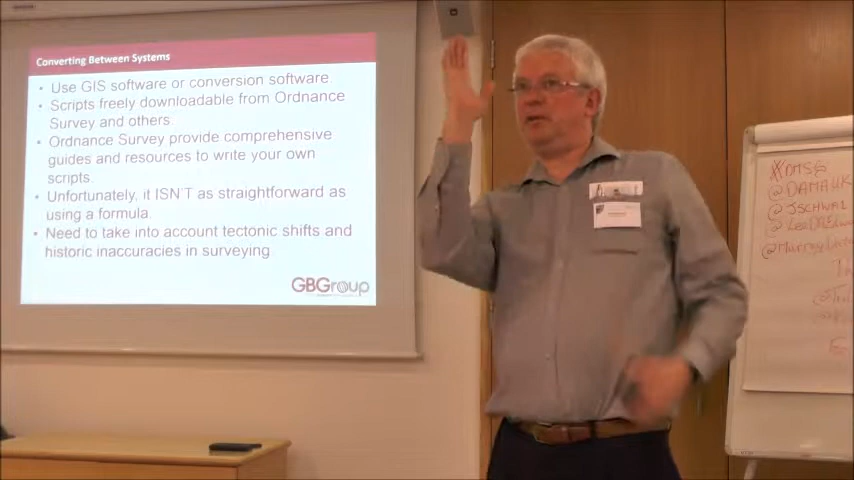 Converting Between Systems
• Use GIS software or conversion software.
• Scripts freely downloadable from Ordnance
Survey and others.
• Ordnance Survey provide comprehensive
guides and resources to write your own
scripts.
• Unfortunately, it ISN'T as straightforward as
using a formula.
• Need to take into account tectonic shifts and
historic inaccuracies in surveying.
GBGroup
@DAMAUK